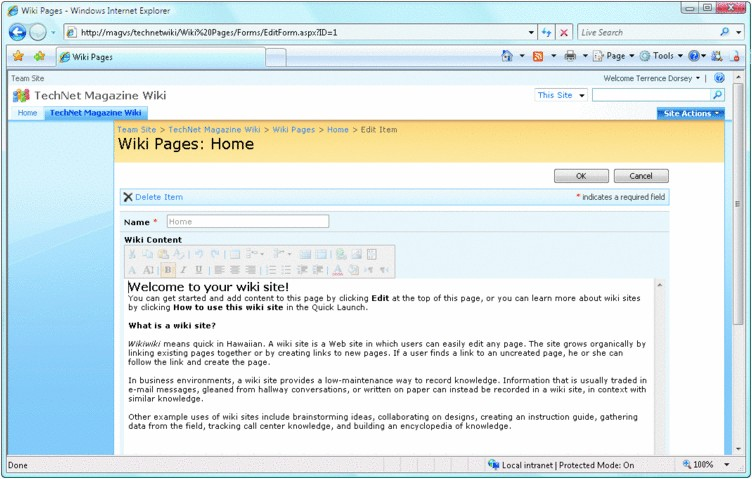 Wiki Pages - Windows Internet Explorer
http://magvs/technetwiki/Wiki%20Pages/Forms/EditForm.aspx?ID=1
Live Search
Wiki Pages
Page
Tools
Team Site
Welcome Terrence Dorsey
TechNet Magazine Wiki
This Site
Home
TechNet Magazine Wiki
Site Actions
Team Site > TechNet Magazine Wiki > Wiki Pages > Home > Edit Item
Wiki Pages: Home
OK
Cancel
Delete Item
* indicates a required field
Name *
Home
Wiki Content
A A B I U
A
Welcome to your wiki site!
You can get started and add content to this page by clicking Edit at the top of this page, or you can learn more about wiki sites
by clicking How to use this wiki site in the Quick Launch.
What is a wiki site?
Wikiwiki means quick in Hawaiian. A wiki site is a Web site in which users can easily edit any page. The site grows organically by
linking existing pages together or by creating links to new pages. If a user finds a link to an uncreated page, he or she can
follow the link and create the page.
In business environments, a wiki site provides a low-maintenance way to record knowledge. Information that is usually traded in
e-mail messages, gleaned from hallway conversations, or written on paper can instead be recorded in a wiki site, in context with
similar knowledge.
Other example uses of wiki sites include brainstorming ideas, collaborating on designs, creating an instruction guide, gathering
data from the field, tracking call center knowledge, and building an encyclopedia of knowledge.
Done
Local intranet | Protected Mode: On
100%